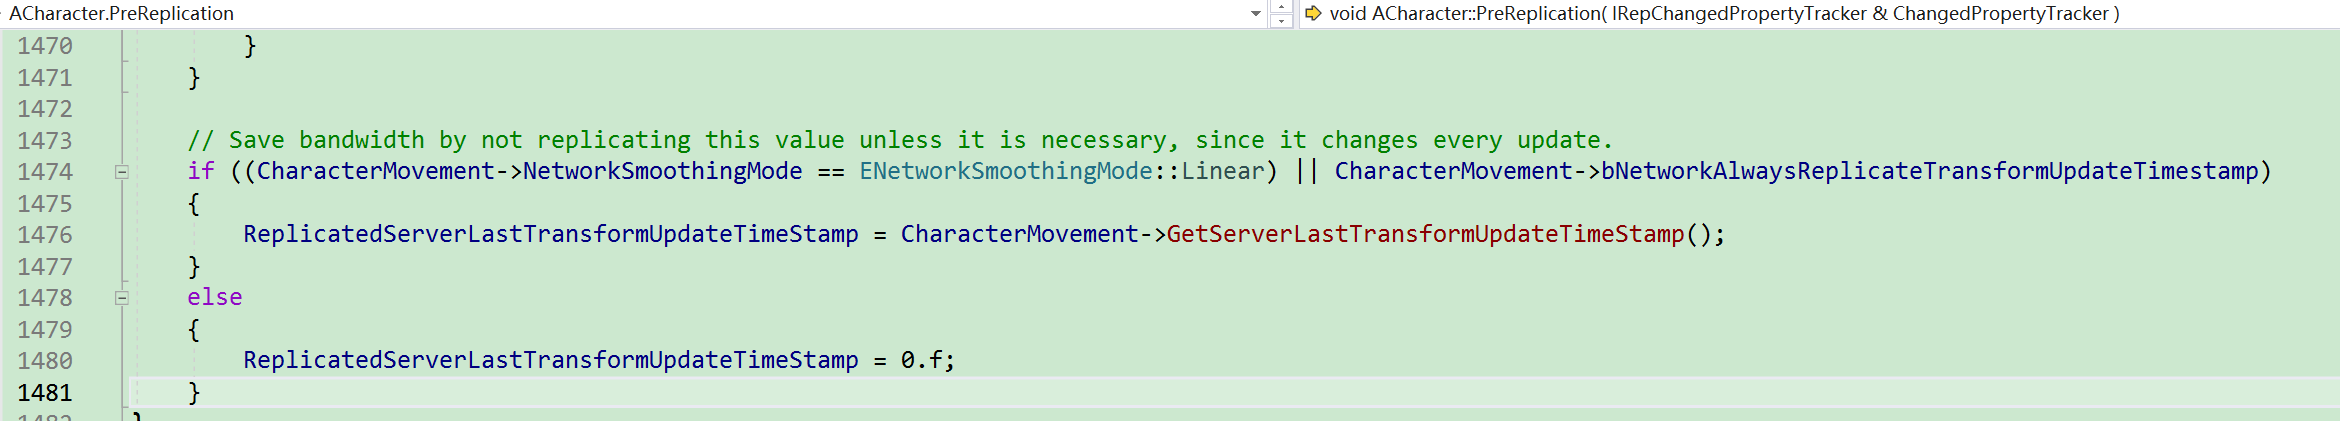 ACharacter.PreReplication
void ACharacter::PreReplication( IRepChangedPropertyTracker & ChangedPropertyTracker )
1470 }
1471 }
1472
1473 // Save bandwidth by not replicating this value unless it is necessary, since it changes every update.
1474 if ((CharacterMovement->NetworkSmoothingMode == ENetworkSmoothingMode::Linear) || CharacterMovement->bNetworkAlwaysReplicateTransformUpdateTimestamp)
1475 {
1476 ReplicatedServerLastTransformUpdateTimeStamp = CharacterMovement->GetServerLastTransformUpdateTimeStamp();
1477 }
1478 else
1479 {
1480 ReplicatedServerLastTransformUpdateTimeStamp = 0.f;
1481 }